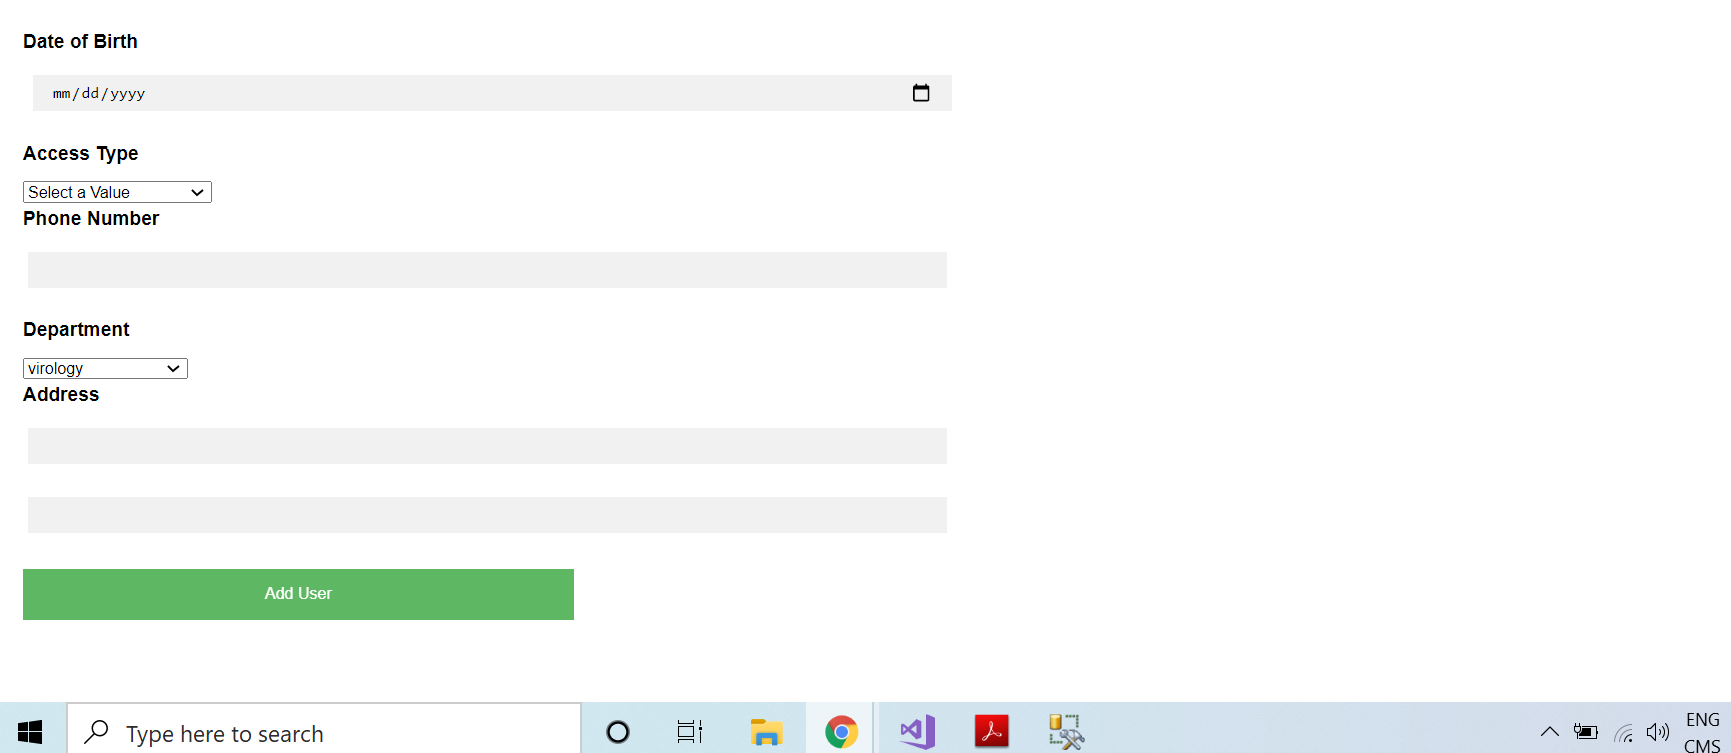 Date of Birth
mm/dd/yyyy
Access Type
Select a Value
Phone Number
Department
virology
Address
Add User
Type here to search
ENG
CMS